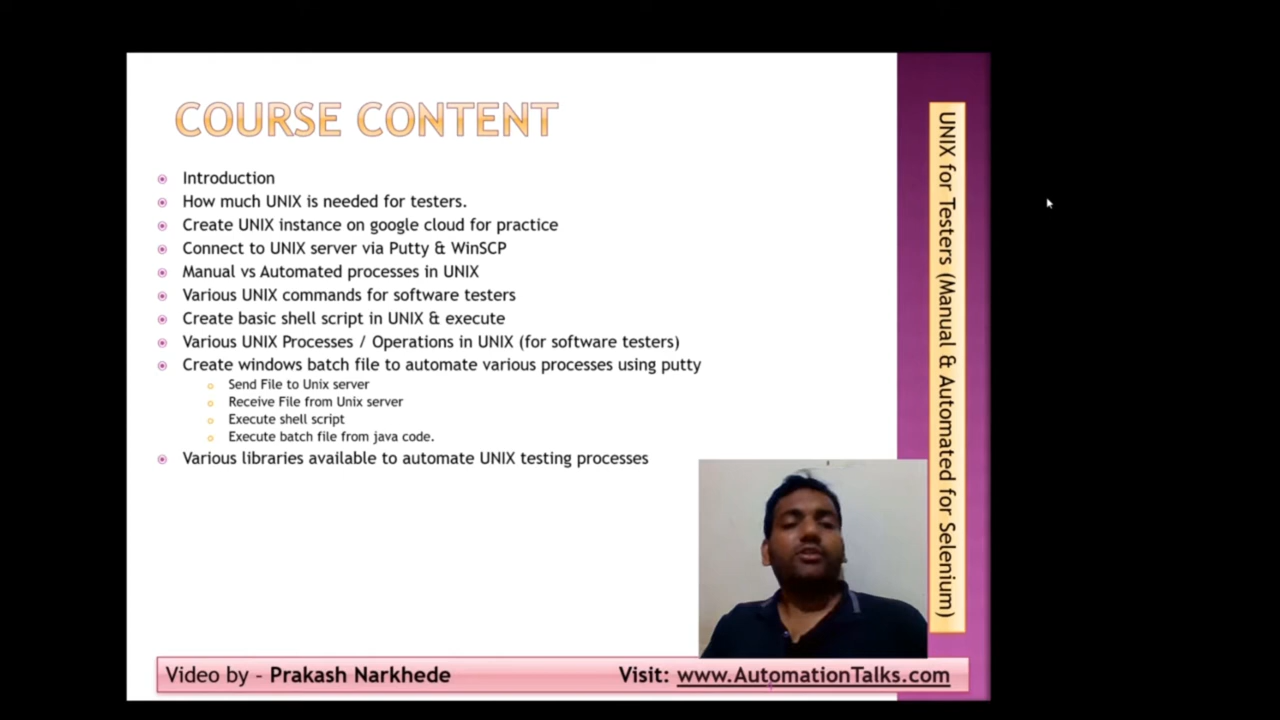 COURSE CONTENT
Introduction
How much UNIX is needed for testers.
Create UNIX instance on google cloud for practice
Connect to UNIX server via Putty & WinSCP
Manual vs Automated processes in UNIX
Various UNIX commands for software testers
Create basic shell script in UNIX & execute
Various UNIX Processes / Operations in UNIX (for software testers)
Create windows batch file to automate various processes using putty
Send File to Unix server
Receive File from Unix server
Execute shell script
Execute batch file from java code.
Various libraries available to automate UNIX testing processes
UNIX for Testers (Manual & Automated for Selenium)
Video by - Prakash Narkhede
Visit: www.AutomationTalks.com